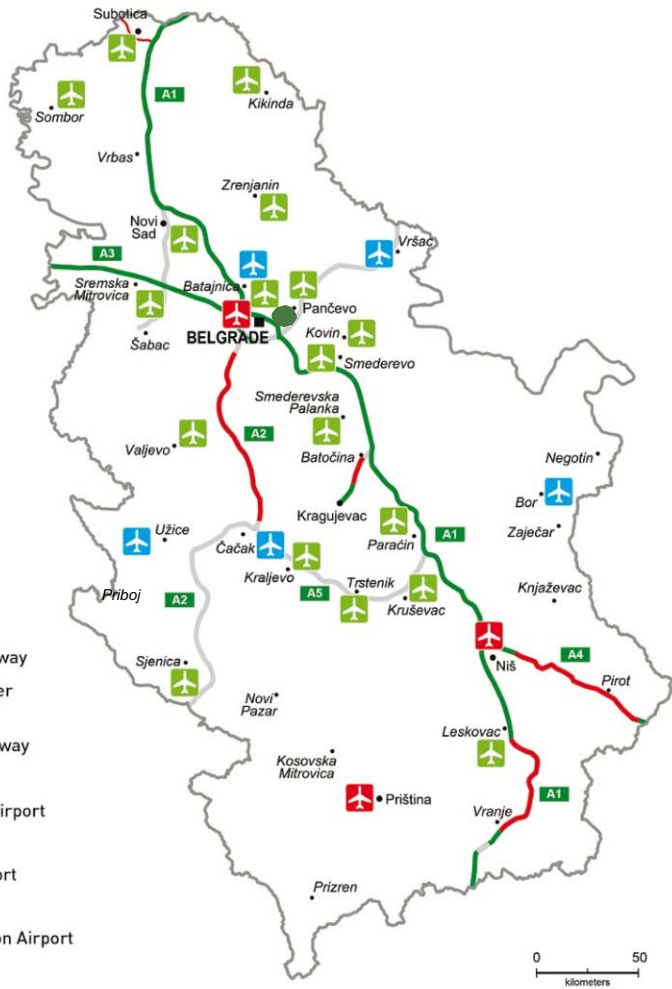 Subotica
A1
Sombor
Kikinda
Vrbas
Zrenjanin
Novi
Sad
Vršac
A3
Sremska
Mitrovica
Batajnica
Pančevo
BELGRADE
Kovin
Šabac
Smederevo
Smederevska
Palanka
A2
Valjevo
Batočina
Negotin
Bor
Kragujevac
Zaječar
Užice
Čačak
Paraćin
A1
Kraljevo
Priboj
A2
A5
Trstenik
Kruševac
Knjaževac
way
Sjenica
Niš
A4
er
Pirot
Novi
Pazar
way
Leskovac
Kosovska
Mitrovica
A1
irport
Priština
Vranje
rt
Prizren
n Airport
0 50
kilometers